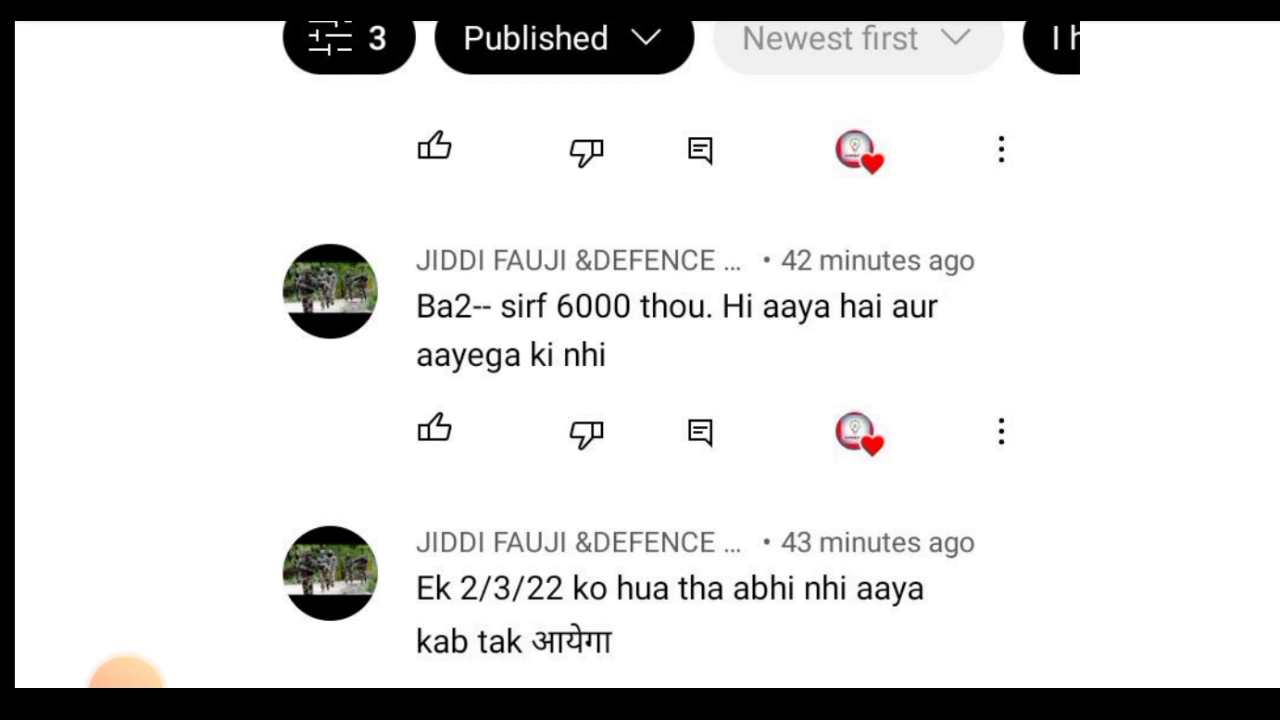 3 Published Newest first
JIDDI FAUJI &DEFENCE ... • 42 minutes ago
Ba2-- sirf 6000 thou. Hi aaya hai aur
aayega ki nhi
JIDDI FAUJI &DEFENCE ... • 43 minutes ago
Ek 2/3/22 ko hua tha abhi nhi aaya
kab tak आयेगा